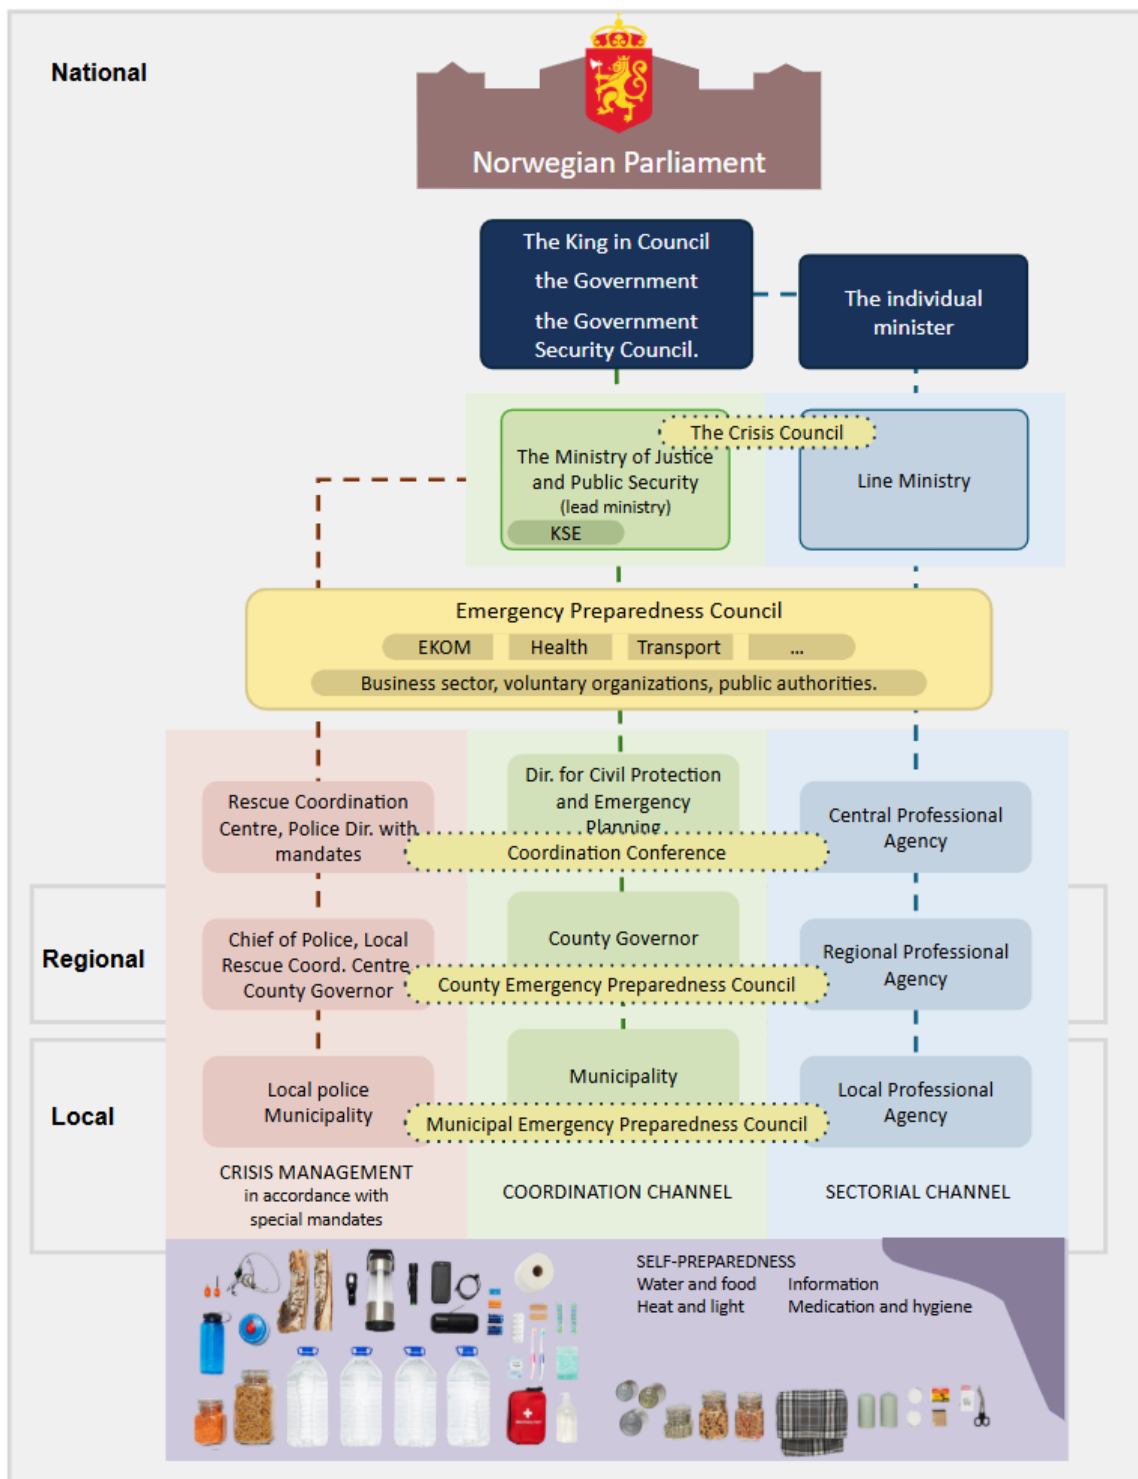 National
Norwegian Parliament
The King in Council
the Government
the Government
Security Council.
The individual
minister
The Crisis Council
The Ministry of Justice
and Public Security
(lead ministry)
KSE
Line Ministry
Emergency Preparedness Council
EKOM Health Transport ...
Business sector, voluntary organizations, public authorities.
Rescue Coordination
Centre, Police Dir. with
mandates
Dir. for Civil Protection
and Emergency
Planning
Coordination Conference
Central Professional
Agency
Regional
Chief of Police, Local
Rescue Coord. Centre
County Governor
County Governor
County Emergency Preparedness Council
Regional Professional
Agency
Local
Local police
Municipality
Municipality
Municipal Emergency Preparedness Council
Local Professional
Agency
CRISIS MANAGEMENT
in accordance with
special mandates
COORDINATION CHANNEL
SECTORIAL CHANNEL
SELF-PREPAREDNESS
Water and food Information
Heat and light Medication and hygiene